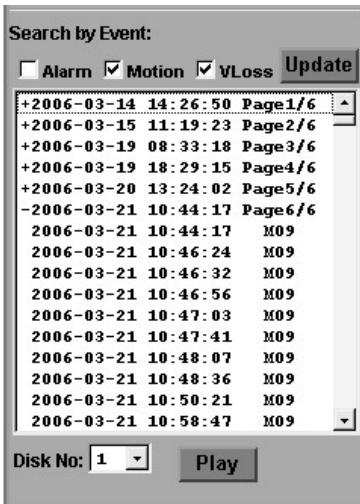 Search by Event:
Alarm Motion VLoss Update
+2006-03-14 14:26:50 Page1/6
+2006-03-15 11:19:23 Page2/6
+2006-03-19 08:33:18 Page3/6
+2006-03-19 18:29:15 Page4/6
+2006-03-20 13:24:02 Page5/6
-2006-03-21 10:44:17 Page6/6
2006-03-21 10:44:17 M09
2006-03-21 10:46:24 M09
2006-03-21 10:46:32 M09
2006-03-21 10:46:56 M09
2006-03-21 10:47:03 M09
2006-03-21 10:47:41 M09
2006-03-21 10:48:07 M09
2006-03-21 10:48:36 M09
2006-03-21 10:50:21 M09
2006-03-21 10:58:47 M09
Disk No: 1 Play